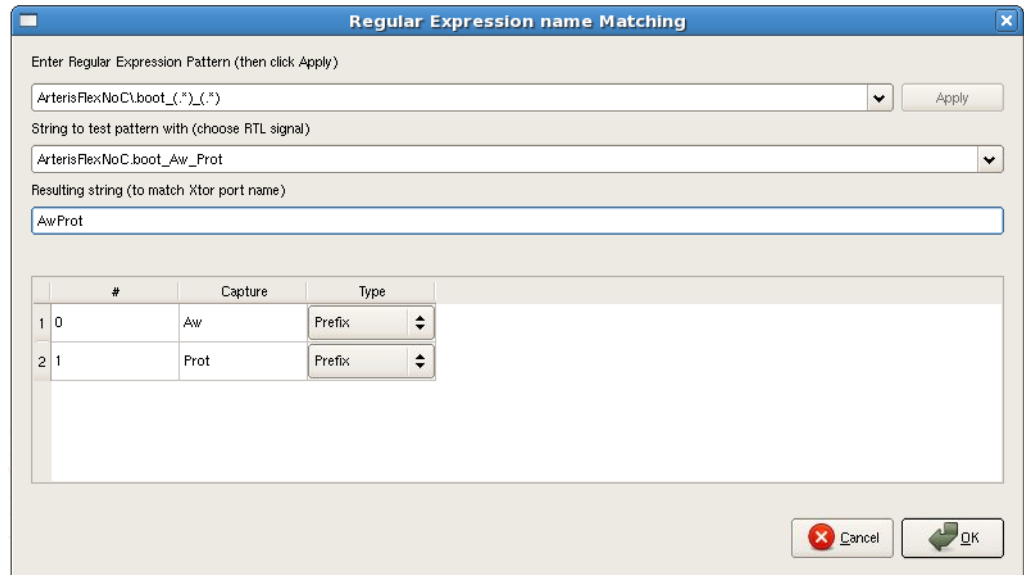 Regular Expression name Matching
Enter Regular Expression Pattern (then click Apply)
ArterisFlexNoC\.boot_(.*)_(.*)
Apply
String to test pattern with (choose RTL signal)
ArterisFlexNoC.boot_Aw_Prot
Resulting string (to match Xtor port name)
AwProt
# Capture Type
1 0 Aw Prefix
2 1 Prot Prefix
Cancel OK